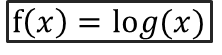 f(x) = log(x)